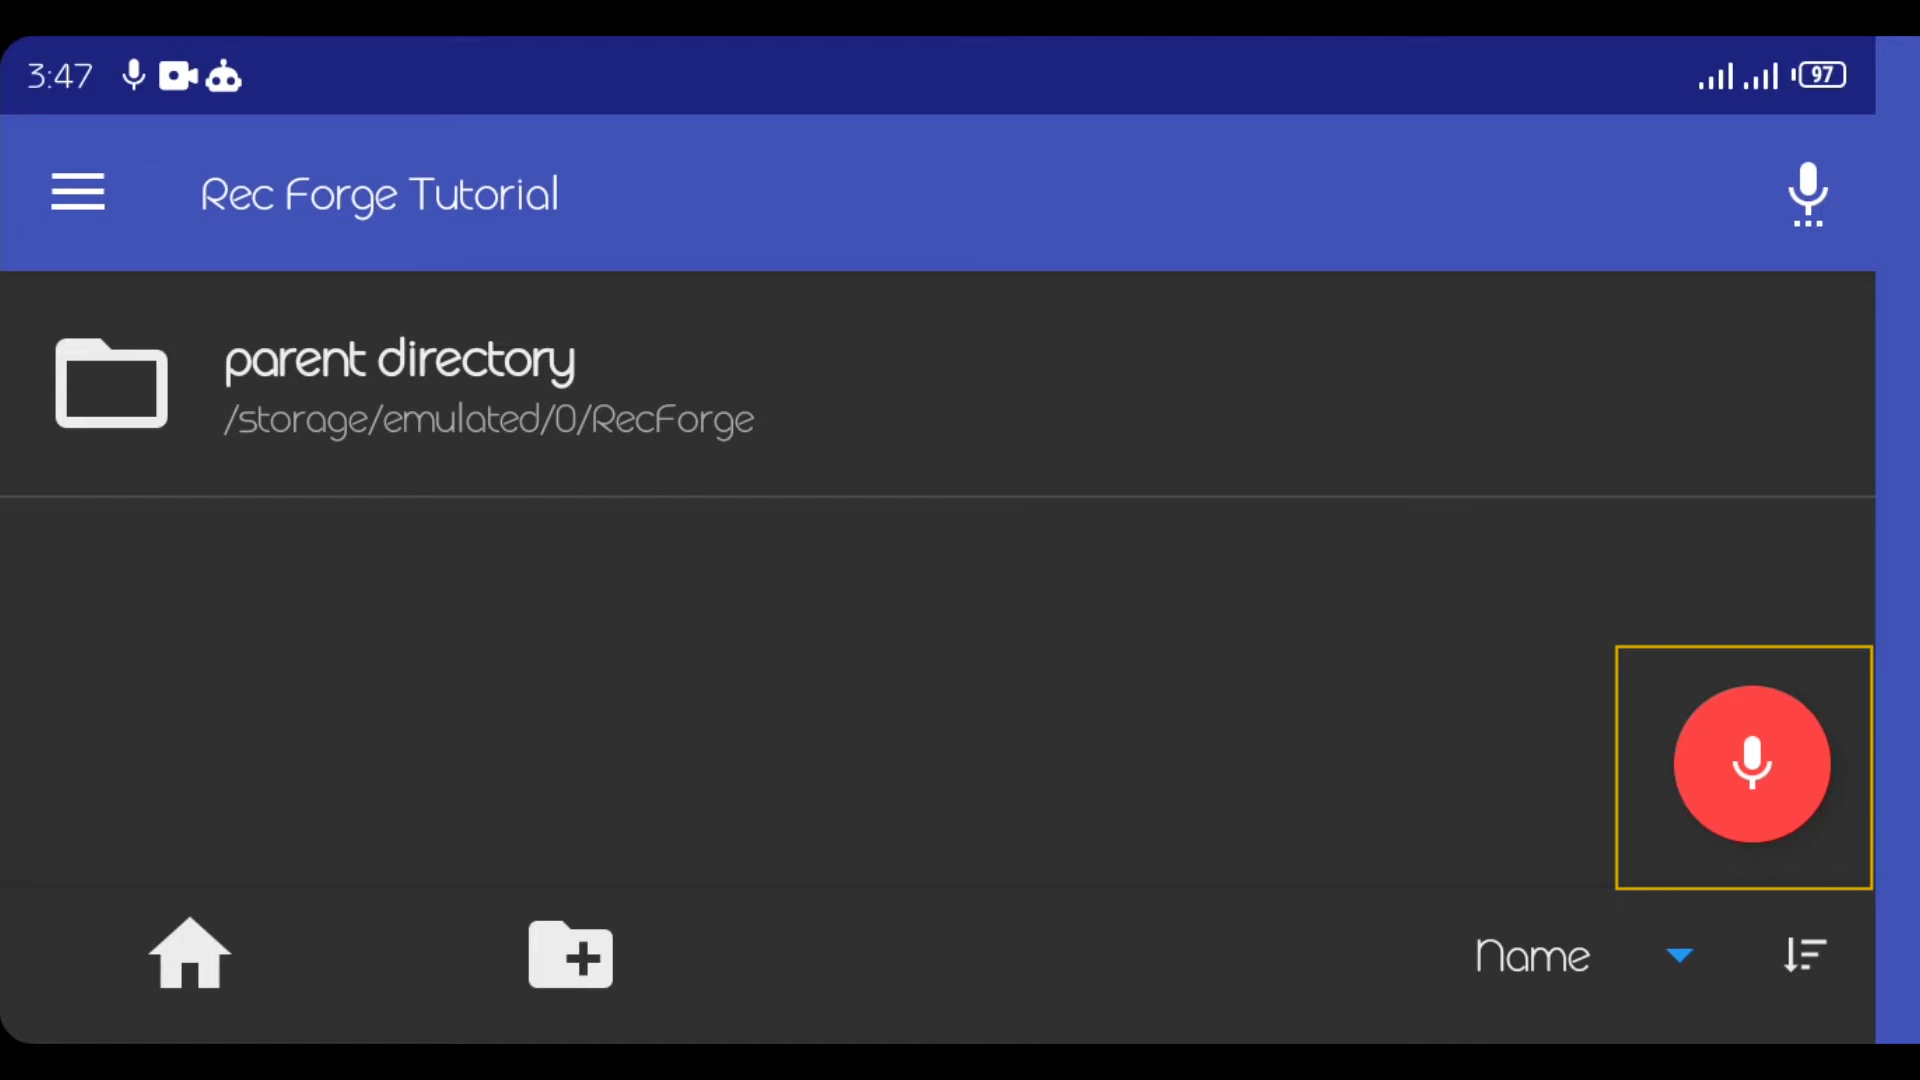 3:47
97
Rec Forge Tutorial
parent directory
/storage/emulated/0/RecForge
Name